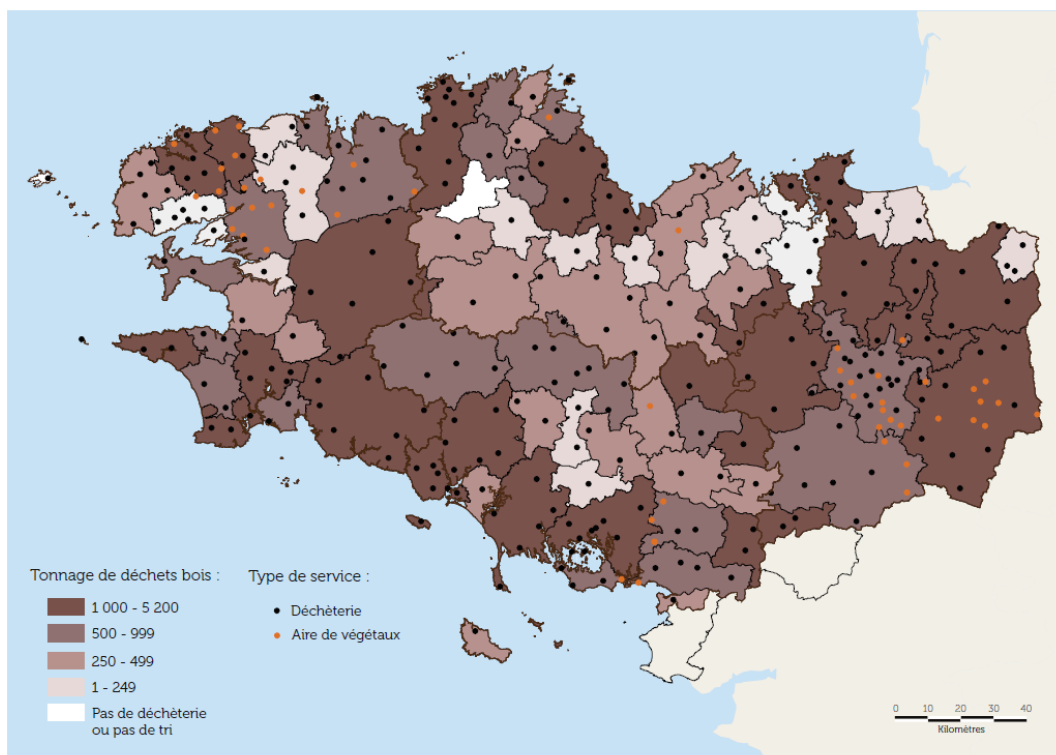 Tonnage de déchets bois :
1 000 - 5 200
500 - 999
250 - 499
1 - 249
Pas de déchèterie
ou pas de tri
Type de service :
Déchèterie
Aire de végétaux
0 10 20 30 40
Kilomètres